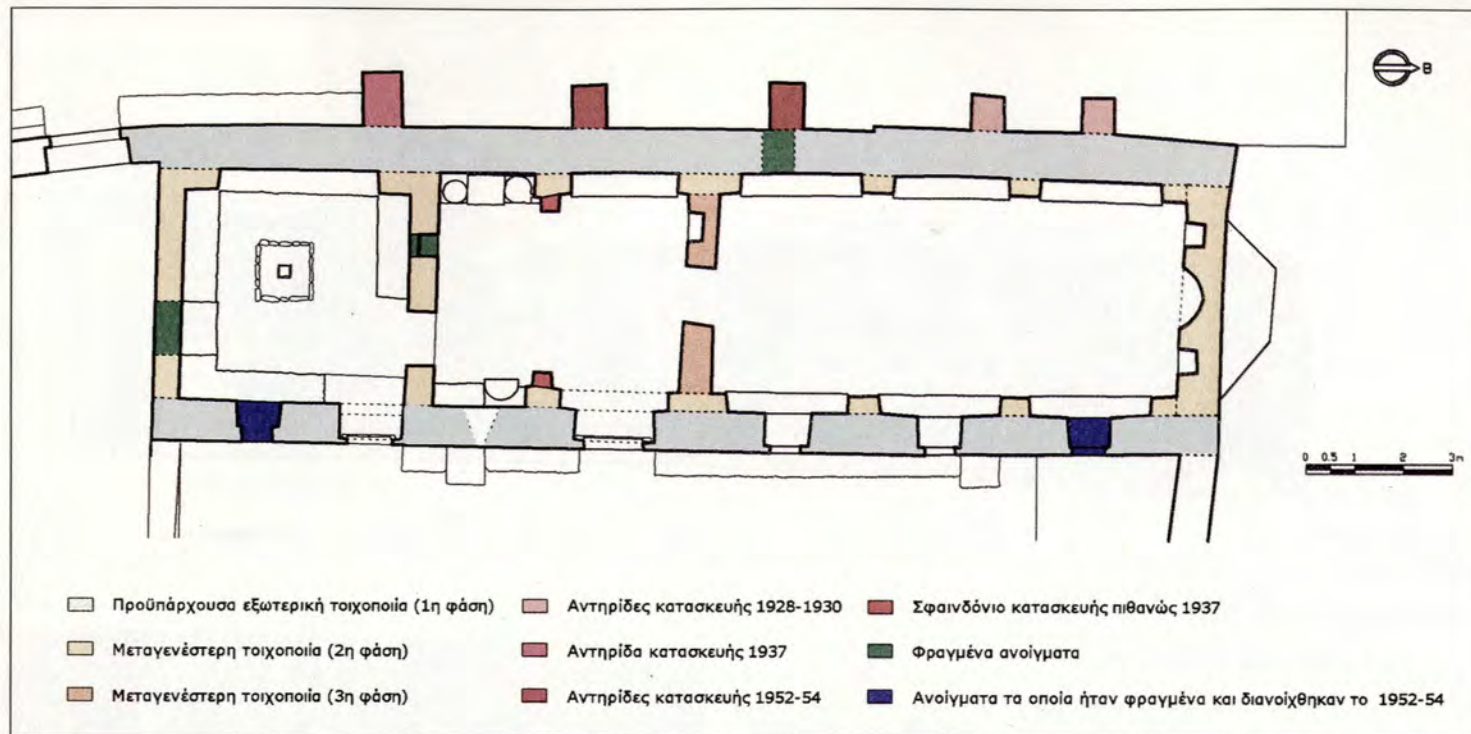 Β
0 0.5 1 2 3m
Προϋπάρχουσα εξωτερική τοιχοποιία (1η φάση)
Μεταγενέστερη τοιχοποιία (2η φάση)
Μεταγενέστερη τοιχοποιία (3η φάση)
Αντηρίδες κατασκευής 1928-1930
Αντηρίδα κατασκευής 1937
Αντηρίδες κατασκευής 1952-54
Σφαινδόνιο κατασκευής πιθανώς 1937
Φραγμένα ανοίγματα
Ανοίγματα τα οποία ήταν φραγμένα και διανοίχθηκαν το 1952-54